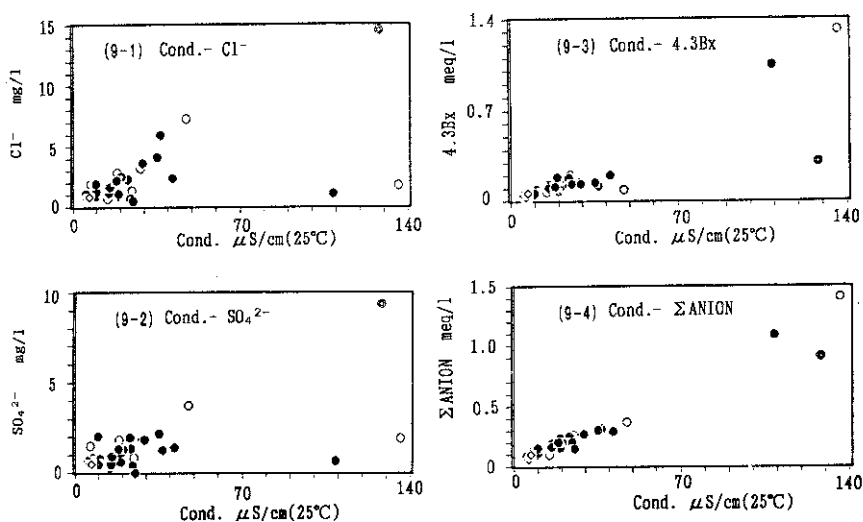 15
10
5
0
Cl⁻ mg/l
(9-1) Cond.- Cl⁻
0
70
140
Cond. μS/cm(25℃)
1.4
0.7
0
4.3Bx meq/l
(9-3) Cond.- 4.3Bx
0
70
140
Cond. μS/cm(25℃)
10
5
0
SO₄²⁻ mg/l
(9-2) Cond.- SO₄²⁻
0
70
140
Cond. μS/cm(25℃)
1.5
1.0
0.5
0
ΣANION meq/l
(9-4) Cond.- ΣANION
0
70
140
Cond. μS/cm(25℃)